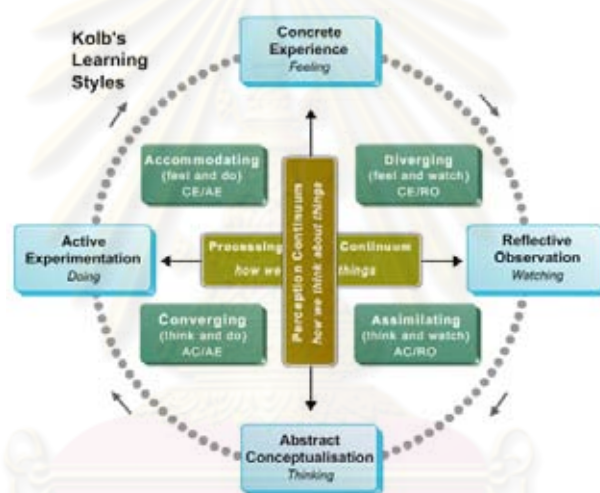 Kolb's
Learning
Styles
Concrete
Experience
Feeling
Accommodating
(feel and do)
CE/AE
Diverging
(feel and watch)
CE/RO
Perception Continuum
how we think about things
Active
Experimentation
Doing
Processing Continuum
how we things
Reflective
Observation
Watching
Converging
(think and do)
AC/AE
Assimilating
(think and watch)
AC/RO
Abstract
Conceptualisation
Thinking